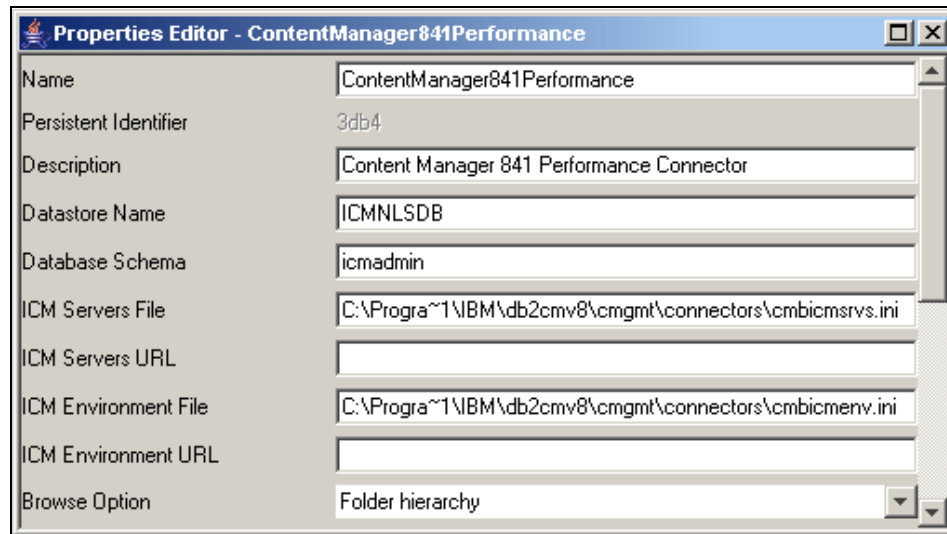 Properties Editor - ContentManager841Performance
Name ContentManager841Performance
Persistent Identifier 3db4
Description Content Manager 841 Performance Connector
Datastore Name ICMNLSDB
Database Schema icmadmin
ICM Servers File C:\Progra~1\IBM\db2cmv8\cmgmt\connectors\cmbicmsrvs.ini
ICM Servers URL
ICM Environment File C:\Progra~1\IBM\db2cmv8\cmgmt\connectors\cmbicmenv.ini
ICM Environment URL
Browse Option Folder hierarchy